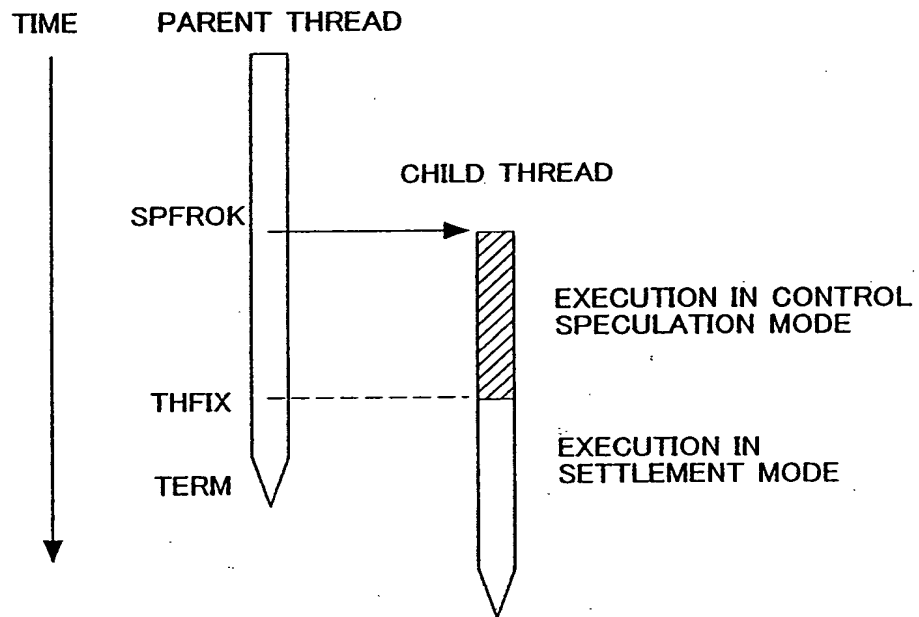 TIME
PARENT THREAD
CHILD THREAD
SPFROK
EXECUTION IN CONTROL
SPECULATION MODE
THFIX
EXECUTION IN
SETTLEMENT MODE
TERM